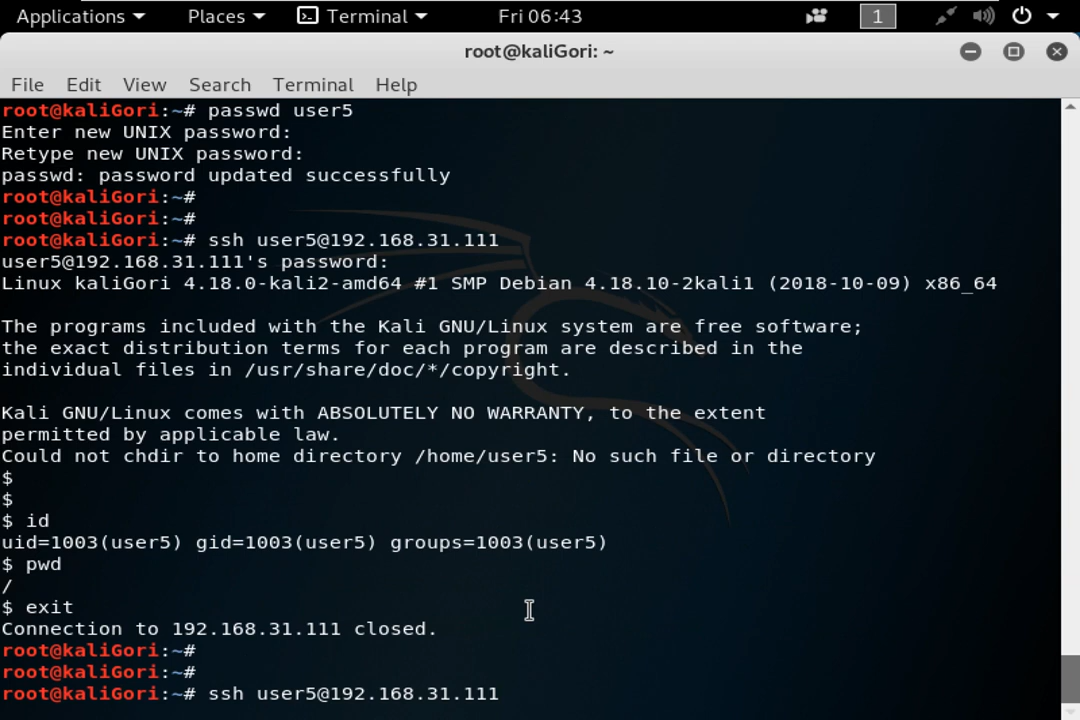 Applications Places Terminal Fri 06:43 1
root@kaliGori: ~
File Edit View Search Terminal Help
root@kaliGori:~# passwd user5
Enter new UNIX password:
Retype new UNIX password:
passwd: password updated successfully
root@kaliGori:~#
root@kaliGori:~#
root@kaliGori:~# ssh user5@192.168.31.111
user5@192.168.31.111's password:
Linux kaliGori 4.18.0-kali2-amd64 #1 SMP Debian 4.18.10-2kali1 (2018-10-09) x86_64
The programs included with the Kali GNU/Linux system are free software;
the exact distribution terms for each program are described in the
individual files in /usr/share/doc/*/copyright.
Kali GNU/Linux comes with ABSOLUTELY NO WARRANTY, to the extent
permitted by applicable law.
Could not chdir to home directory /home/user5: No such file or directory
$
$
$ id
uid=1003(user5) gid=1003(user5) groups=1003(user5)
$ pwd
/
$ exit
Connection to 192.168.31.111 closed.
root@kaliGori:~#
root@kaliGori:~#
root@kaliGori:~# ssh user5@192.168.31.111